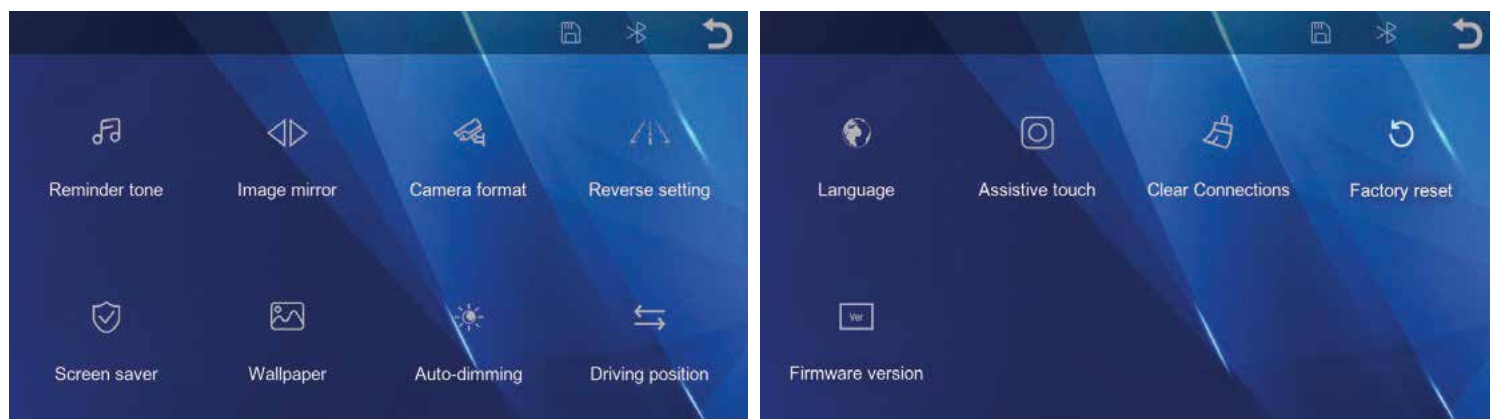 Reminder tone
Image mirror
Camera format
Reverse setting
Screen saver
Wallpaper
Auto-dimming
Driving position
Language
Assistive touch
Clear Connections
Factory reset
Ver
Firmware version